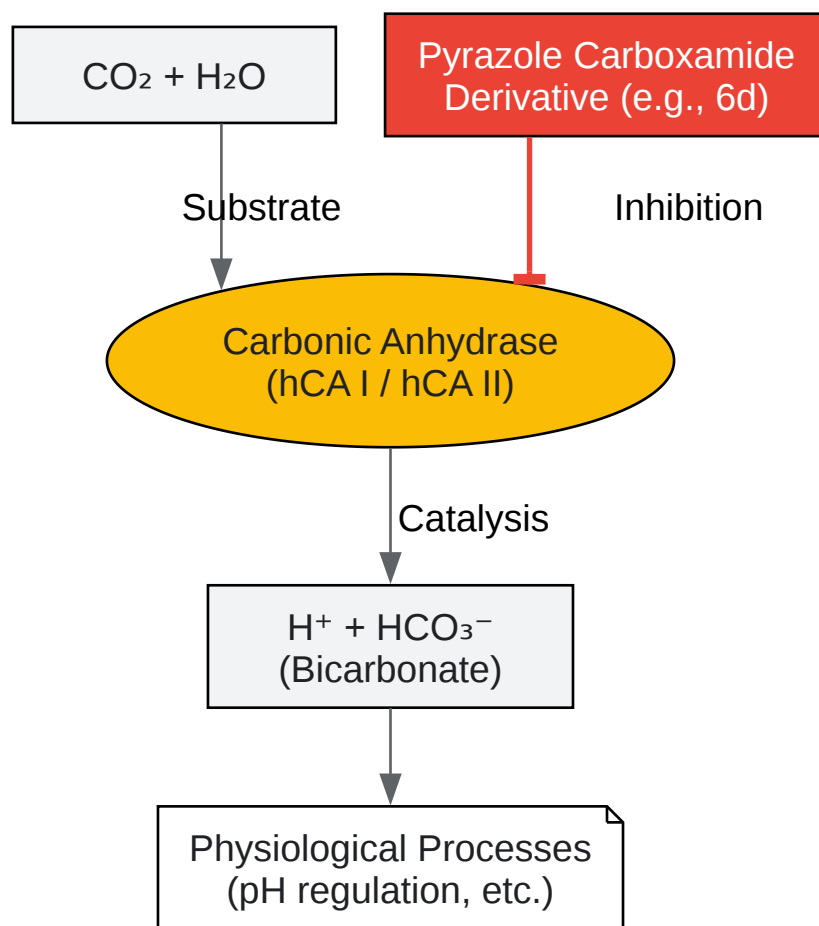 CO₂ + H₂O
Pyrazole Carboxamide
Derivative (e.g., 6d)
Substrate
Inhibition
Carbonic Anhydrase
(hCA I / hCA II)
Catalysis
H⁺ + HCO₃⁻
(Bicarbonate)
Physiological Processes
(pH regulation, etc.)